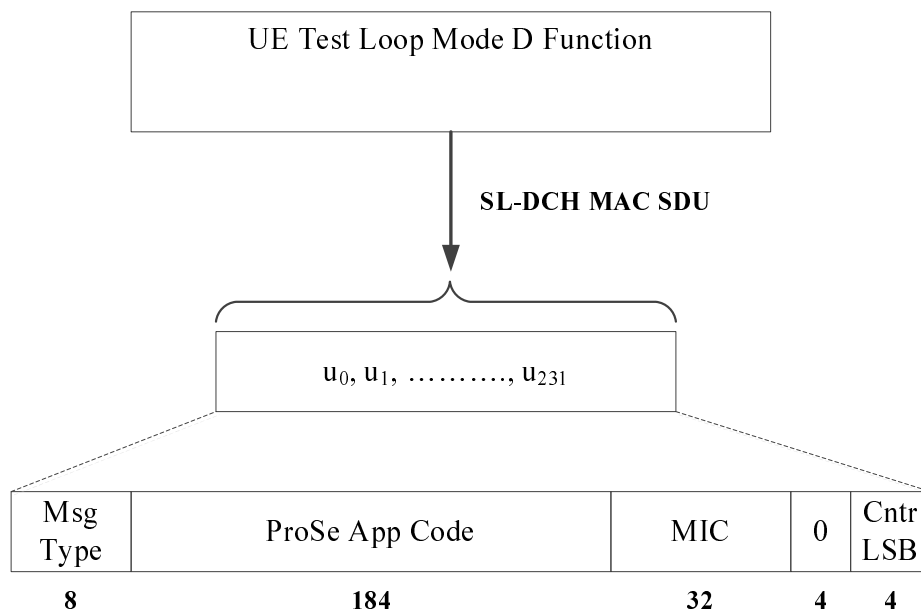 UE Test Loop Mode D Function
SL-DCH MAC SDU
u₀, u₁, ………., u₂₃₁
Msg Type
ProSe App Code
MIC
0
Cntr LSB
8
184
32
4
4